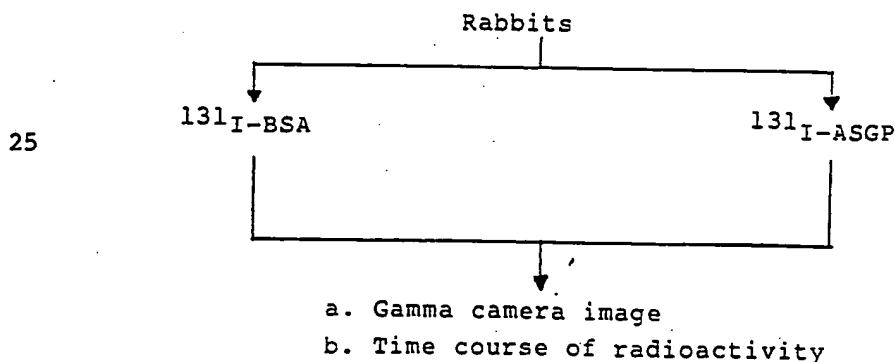 Rabbits
25 131I-BSA 131I-ASGP
a. Gamma camera image
b. Time course of radioactivity